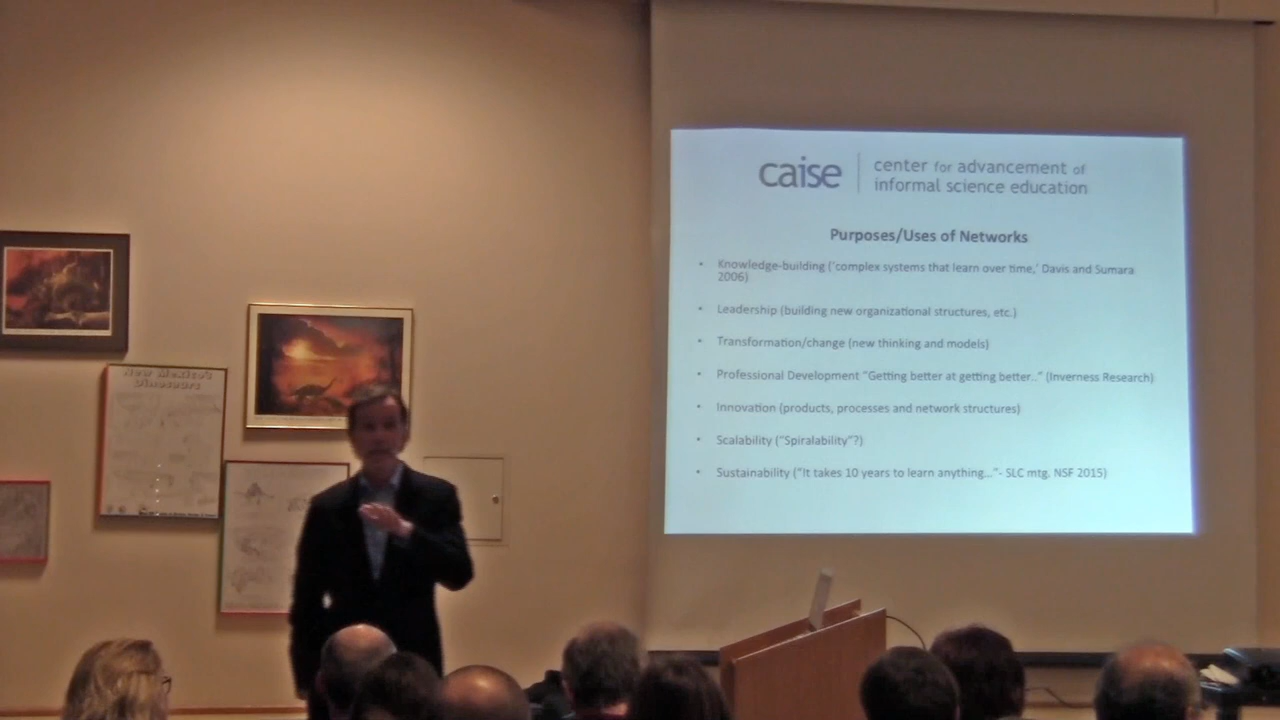 caise
center for advancement of
informal science education
Purposes/Uses of Networks
• Knowledge-building ('complex systems that learn over time,' Davis and Sumara
2006)
• Leadership (building new organizational structures, etc.)
• Transformation/change (new thinking and models)
• Professional Development "Getting better at getting better.." (Inverness Research)
• Innovation (products, processes and network structures)
• Scalability ("Spiralability"?)
• Sustainability ("It takes 10 years to learn anything..."- SLC mtg. NSF 2015)
New Mexico's
Dinosaurs